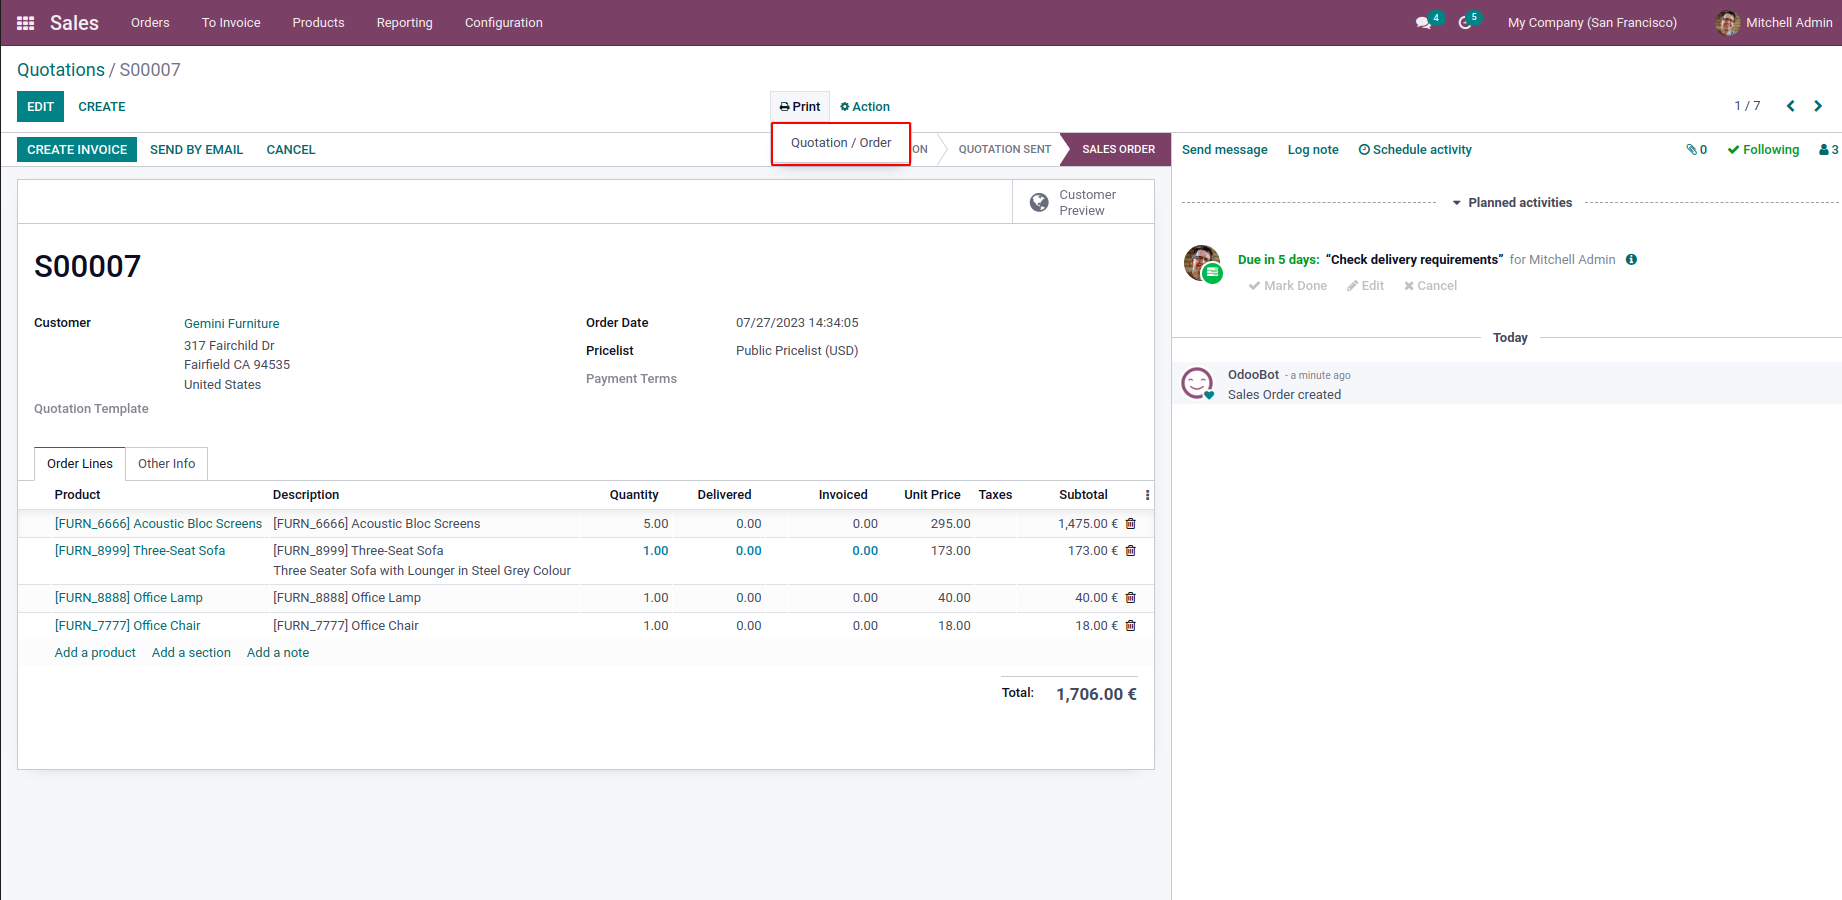 Sales Orders To Invoice Products Reporting Configuration 4 5 My Company (San Francisco) Mitchell Admin
Quotations / S00007
EDIT CREATE Print Action 1 / 7
Quotation / Order
CREATE INVOICE SEND BY EMAIL CANCEL ON QUOTATION SENT SALES ORDER Send message Log note Schedule activity 0 Following 3
Customer
Preview
Planned activities
S00007
Due in 5 days: “Check delivery requirements” for Mitchell Admin
Mark Done Edit Cancel
Customer Gemini Furniture
317 Fairchild Dr
Fairfield CA 94535
United States
Order Date 07/27/2023 14:34:05
Pricelist Public Pricelist (USD)
Payment Terms
Quotation Template
Today
OdooBot - a minute ago
Sales Order created
Order Lines Other Info
Product Description Quantity Delivered Invoiced Unit Price Taxes Subtotal
[FURN_6666] Acoustic Bloc Screens [FURN_6666] Acoustic Bloc Screens 5.00 0.00 0.00 295.00 1,475.00 €
[FURN_8999] Three-Seat Sofa [FURN_8999] Three-Seat Sofa 1.00 0.00 0.00 173.00 173.00 €
Three Seater Sofa with Lounger in Steel Grey Colour
[FURN_8888] Office Lamp [FURN_8888] Office Lamp 1.00 0.00 0.00 40.00 40.00 €
[FURN_7777] Office Chair [FURN_7777] Office Chair 1.00 0.00 0.00 18.00 18.00 €
Add a product Add a section Add a note
Total: 1,706.00 €